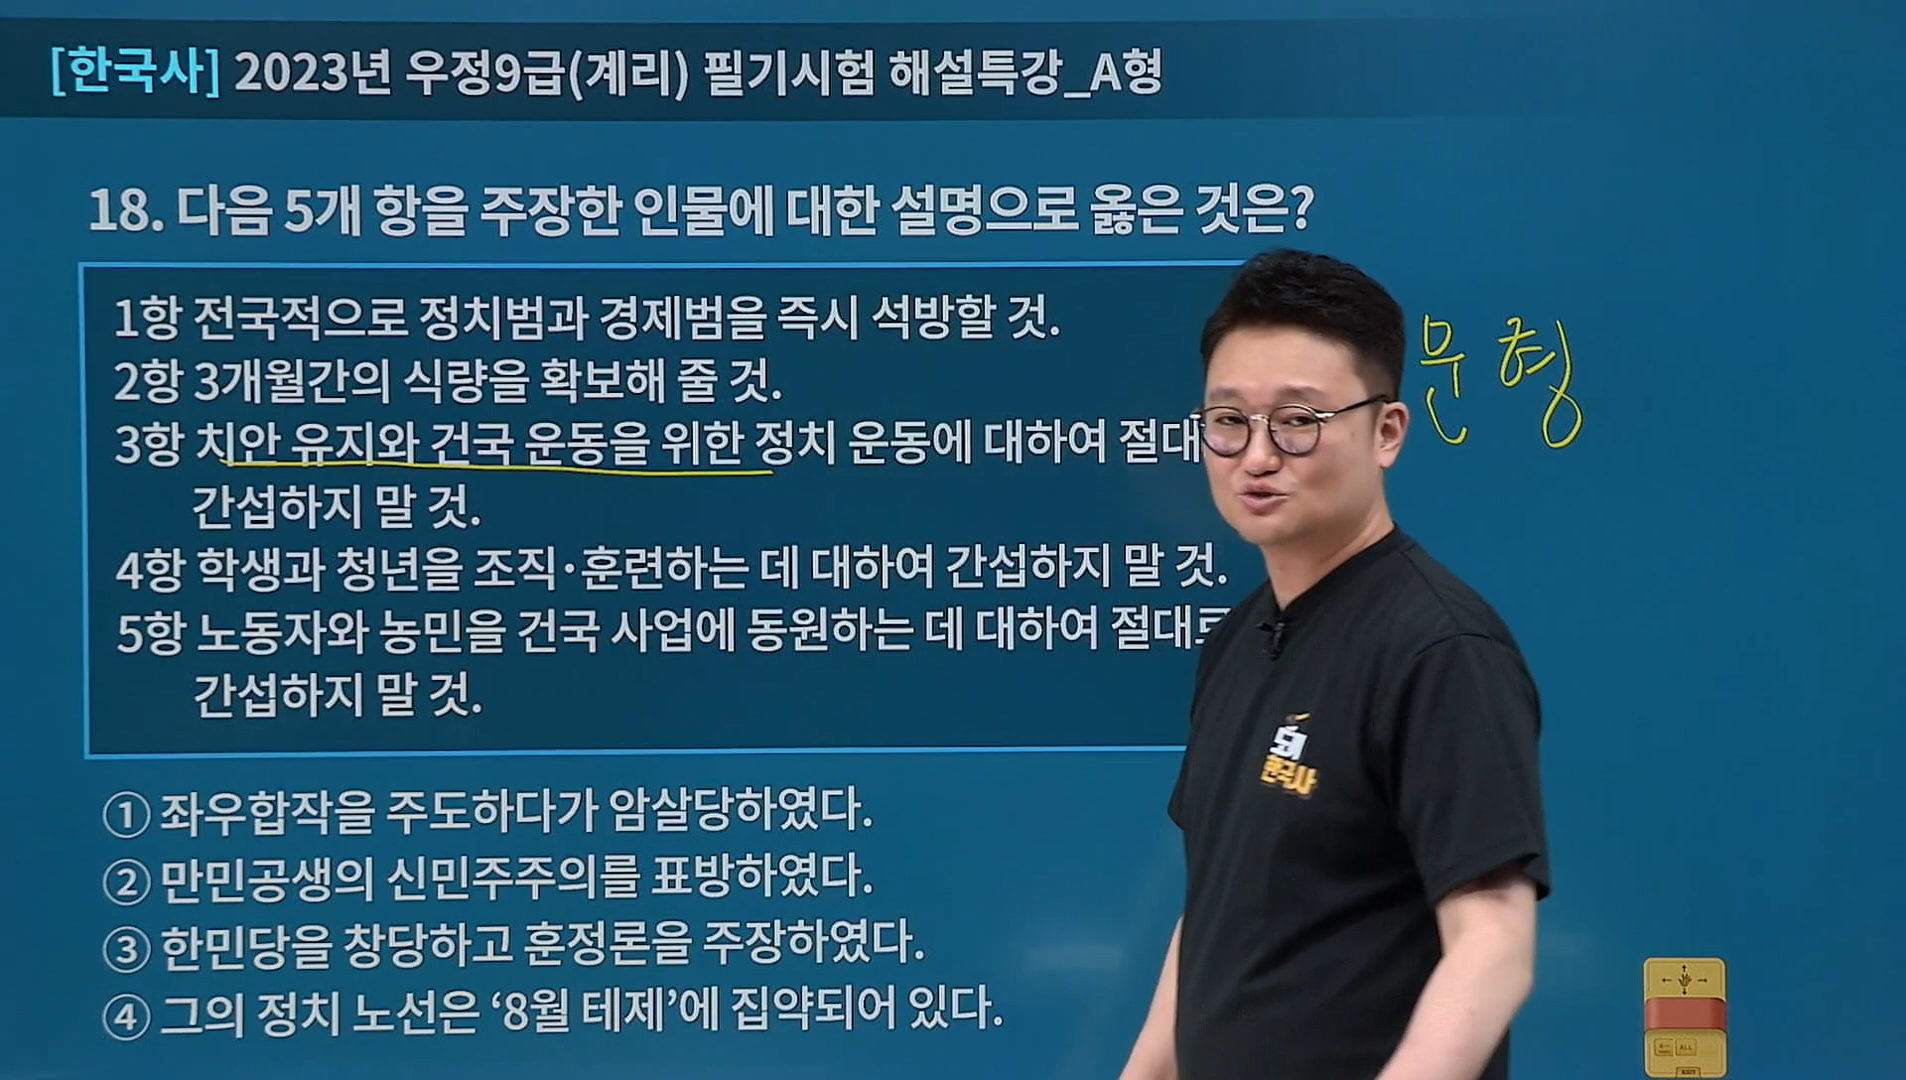 [한국사] 2023년 우정9급(계리) 필기시험 해설특강_A형
18. 다음 5개 항을 주장한 인물에 대한 설명으로 옳은 것은?
1항 전국적으로 정치범과 경제범을 즉시 석방할 것.
2항 3개월간의 식량을 확보해 줄 것.
3항 치안 유지와 건국 운동을 위한 정치 운동에 대하여 절대
간섭하지 말 것.
4항 학생과 청년을 조직·훈련하는 데 대하여 간섭하지 말 것.
5항 노동자와 농민을 건국 사업에 동원하는 데 대하여 절대로
간섭하지 말 것.
① 좌우합작을 주도하다가 암살당하였다.
② 만민공생의 신민주주의를 표방하였다.
③ 한민당을 창당하고 훈정론을 주장하였다.
④ 그의 정치 노선은 ‘8월 테제’에 집약되어 있다.
운형
한국사
ALL
EXIT